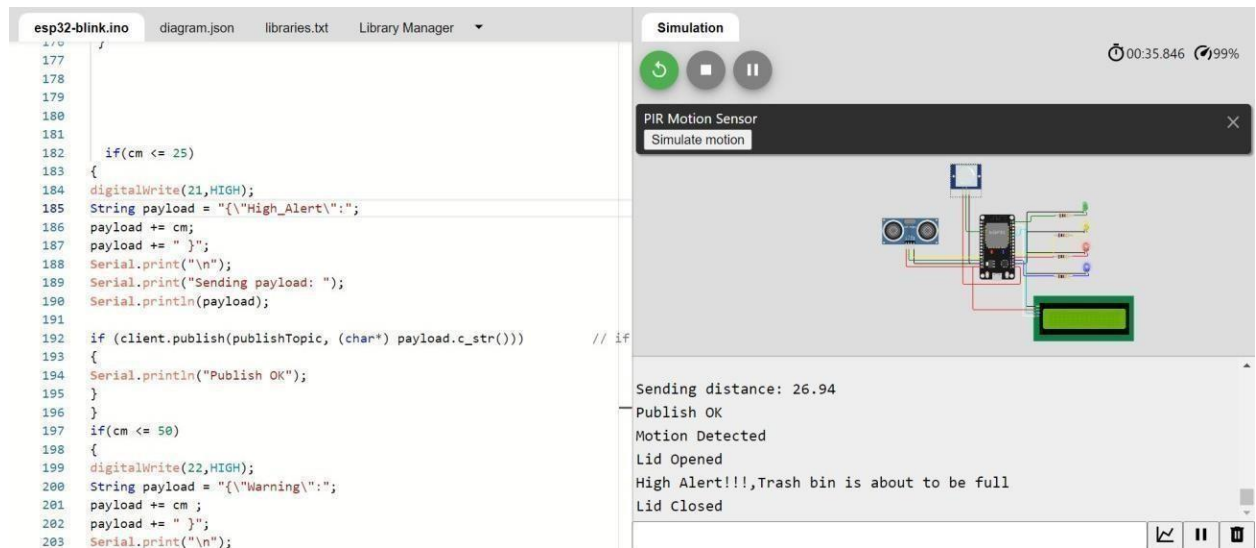 esp32-blink.ino
diagram.json
libraries.txt
Library Manager
176 }
177
178
179
180
181
182 if(cm <= 25)
183 {
184 digitalWrite(21,HIGH);
185 String payload = "{\"High_Alert\":";
186 payload += cm;
187 payload += " }";
188 Serial.print("\n");
189 Serial.print("Sending payload: ");
190 Serial.println(payload);
191
192 if (client.publish(publishTopic, (char*) payload.c_str())) // if
193 {
194 Serial.println("Publish OK");
195 }
196 }
197 if(cm <= 50)
198 {
199 digitalWrite(22,HIGH);
200 String payload = "{\"Warning\":";
201 payload += cm ;
202 payload += " }";
203 Serial.print("\n");
Simulation
00:35.846 99%
PIR Motion Sensor
Simulate motion
Sending distance: 26.94
Publish OK
Motion Detected
Lid Opened
High Alert!!!,Trash bin is about to be full
Lid Closed